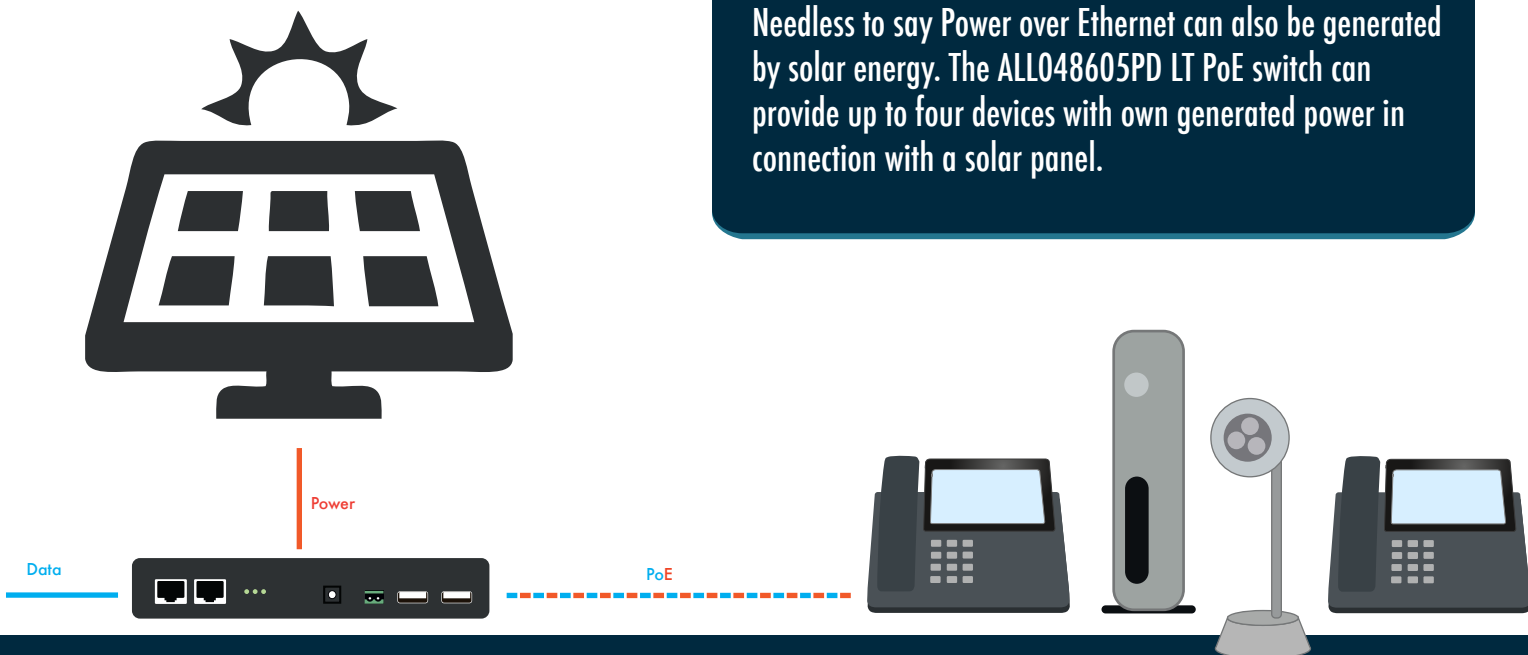 Needless to say Power over Ethernet can also be generated
by solar energy. The ALL048605PD LT PoE switch can
provide up to four devices with own generated power in
connection with a solar panel.
Power
Data
PoE